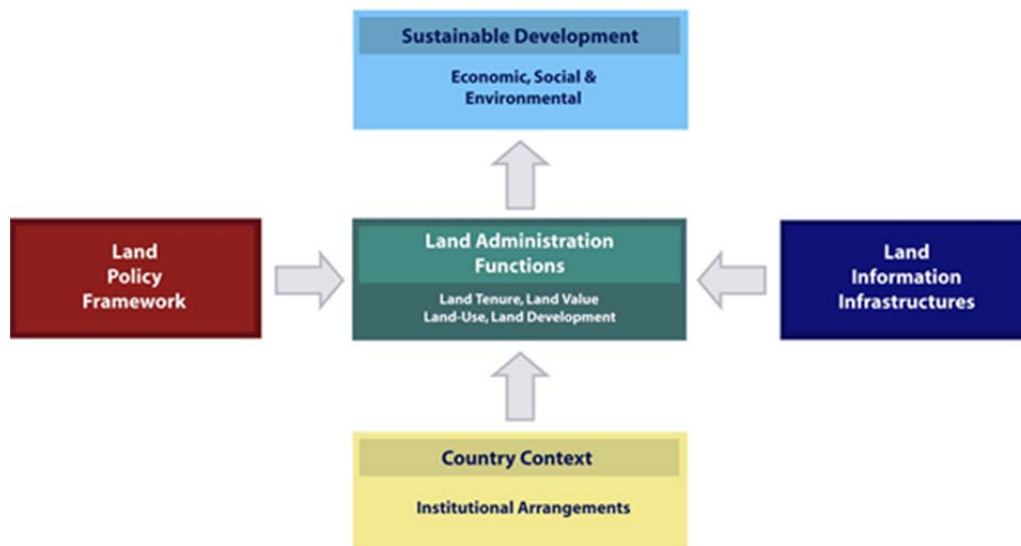 Sustainable Development
Economic, Social &
Environmental
Land
Policy
Framework
Land Administration
Functions
Land Tenure, Land Value
Land-Use, Land Development
Land
Information
Infrastructures
Country Context
Institutional Arrangements